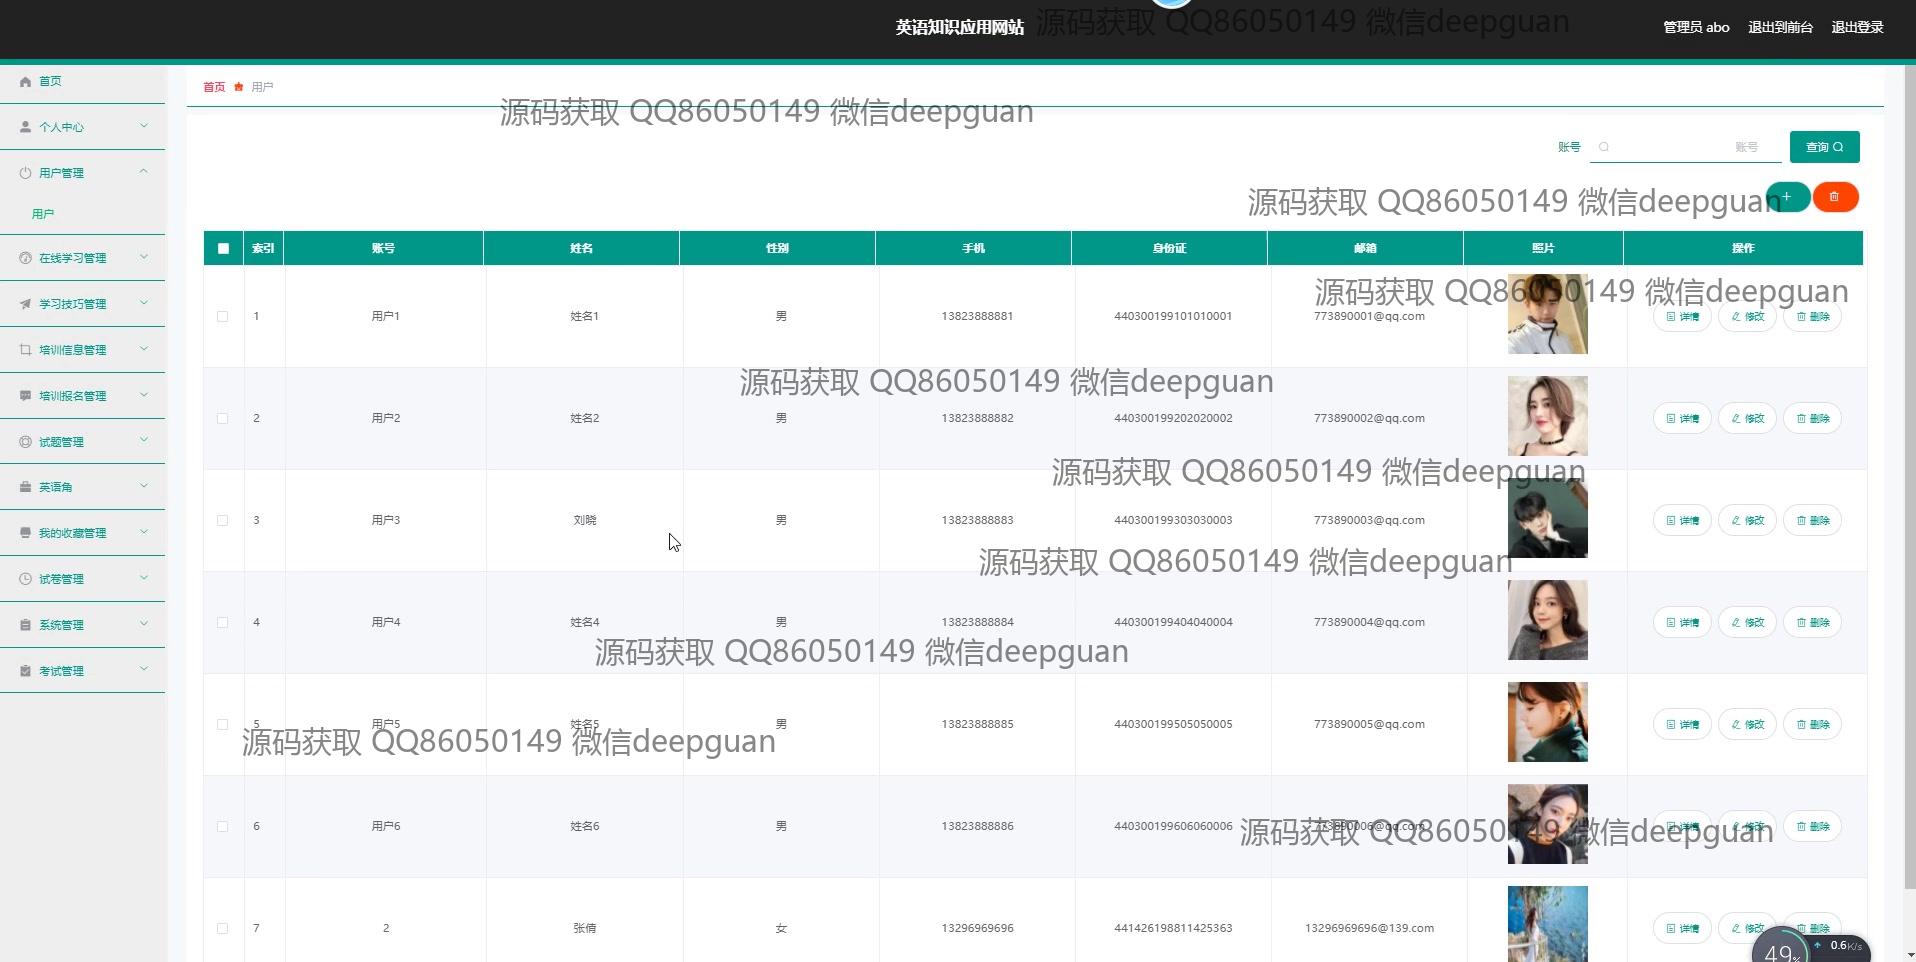 英语知识应用网站
源码获取 QQ86050149 微信deepguan
管理员 abo 退出到前台 退出登录
首页
个人中心
用户管理
用户
在线学习管理
学习技巧管理
培训信息管理
培训报名管理
试题管理
英语角
我的收藏管理
试卷管理
系统管理
考试管理
首页 用户
源码获取 QQ86050149 微信deepguan
账号 账号 查询
源码获取 QQ86050149 微信deepguan
索引 账号 姓名 性别 手机 身份证 邮箱 照片 操作
源码获取 QQ86050149 微信deepguan
1 用户1 姓名1 男 13823888881 440300199101010001 773890001@qq.com 详情 修改 删除
源码获取 QQ86050149 微信deepguan
2 用户2 姓名2 男 13823888882 440300199202020002 773890002@qq.com 详情 修改 删除
源码获取 QQ86050149 微信deepguan
3 用户3 刘晓 男 13823888883 440300199303030003 773890003@qq.com 详情 修改 删除
源码获取 QQ86050149 微信deepguan
4 用户4 姓名4 男 13823888884 440300199404040004 773890004@qq.com 详情 修改 删除
源码获取 QQ86050149 微信deepguan
5 用户5 姓名5 男 13823888885 440300199505050005 773890005@qq.com 详情 修改 删除
源码获取 QQ86050149 微信deepguan
6 用户6 姓名6 男 13823888886 440300199606060006 773890006@qq.com 详情 修改 删除
源码获取 QQ86050149 微信deepguan
7 2 张倩 女 13296969696 441426198811425363 13296969696@139.com 详情 修改 删除
49% 0.6K/s